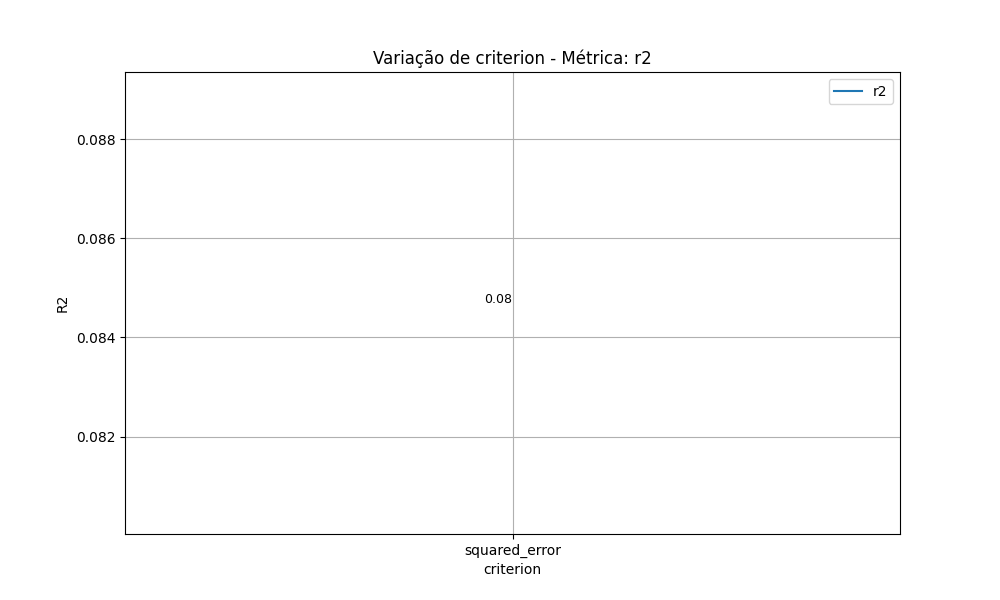 Variação de criterion - Métrica: r2
r2
0.088
0.086
0.084
0.082
R2
0.08
squared_error
criterion